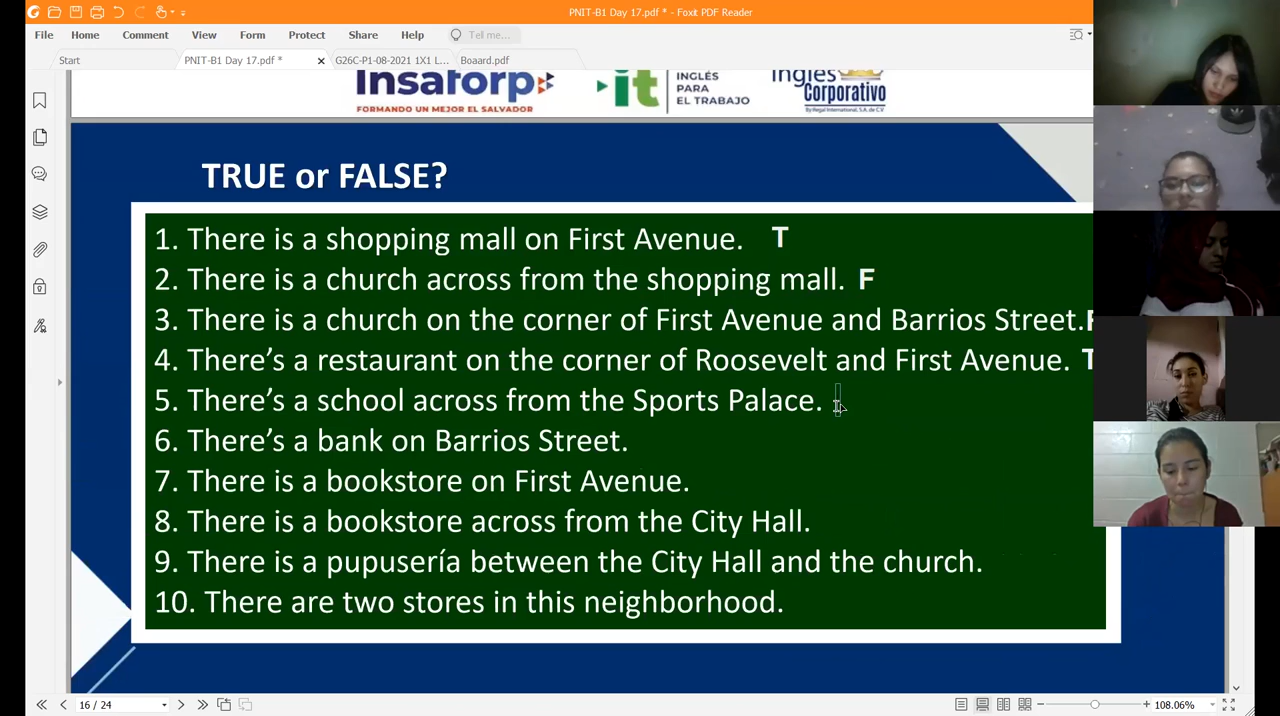 PNIT-B1 Day 17.pdf * - Foxit PDF Reader
File Home Comment View Form Protect Share Help Tell me...
Start PNIT-B1 Day 17.pdf * G26C-P1-08-2021 1X1 L... Boaard.pdf
Insaforp
FORMANDO UN MEJOR EL SALVADOR
it
INGLÉS
PARA
EL TRABAJO
Inglés
Corporativo
TRUE or FALSE?
1. There is a shopping mall on First Avenue. T
2. There is a church across from the shopping mall. F
3. There is a church on the corner of First Avenue and Barrios Street.F
4. There's a restaurant on the corner of Roosevelt and First Avenue. T
5. There's a school across from the Sports Palace.
6. There's a bank on Barrios Street.
7. There is a bookstore on First Avenue.
8. There is a bookstore across from the City Hall.
9. There is a pupusería between the City Hall and the church.
10. There are two stores in this neighborhood.
16 / 24
108.06%